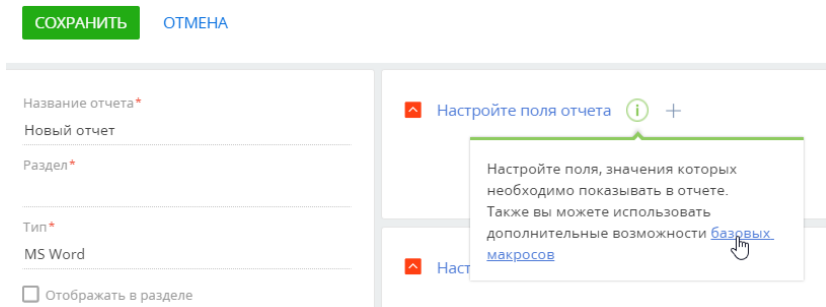 СОХРАНИТЬ ОТМЕНА
Название отчета*
Новый отчет
Раздел*
Тип*
MS Word
Отображать в разделе
Настройте поля отчета i +
Настройте поля, значения которых
необходимо показывать в отчете.
Также вы можете использовать
дополнительные возможности базовых
макросов